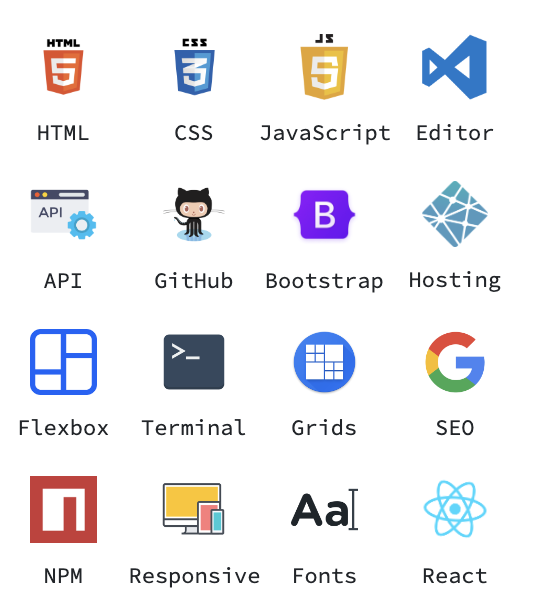 HTML CSS JS
5 3 5
HTML CSS JavaScript Editor
API B
API GitHub Bootstrap Hosting
>_
Flexbox Terminal Grids SEO
G
n
Aa
NPM Responsive Fonts React